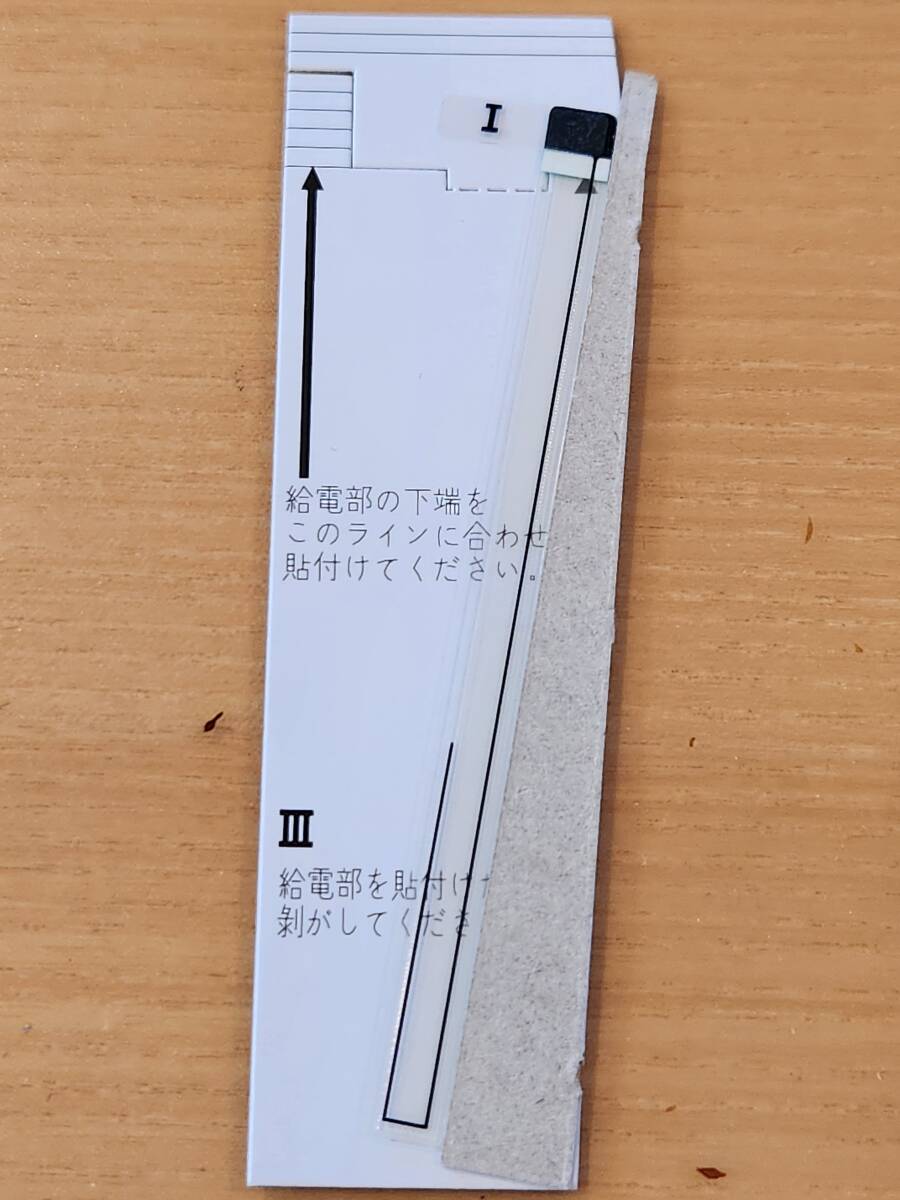 I
給電部の下端を
このラインに合わせ
貼付けてください。
III
給電部を貼付けた
剝がしてくださ